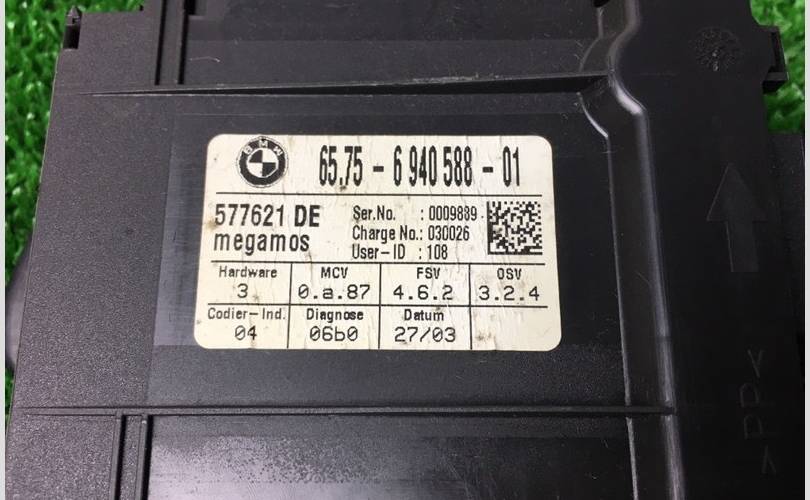 BMW
65.75 - 6 940 588 - 01
577621 DE
megamos
Ser.No. : 0009889
Charge No.: 030026
User-ID : 108
Hardware MCV FSV OSV
3 0.a.87 4.6.2 3.2.4
Codier-Ind. Diagnose Datum
04 06b0 27/03
>PP<